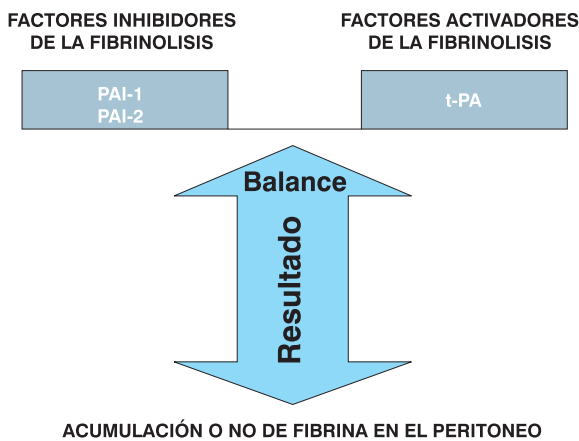 FACTORES INHIBIDORES
DE LA FIBRINOLISIS
FACTORES ACTIVADORES
DE LA FIBRINOLISIS
PAI-1
PAI-2
t-PA
Balance
Resultado
ACUMULACIÓN O NO DE FIBRINA EN EL PERITONEO